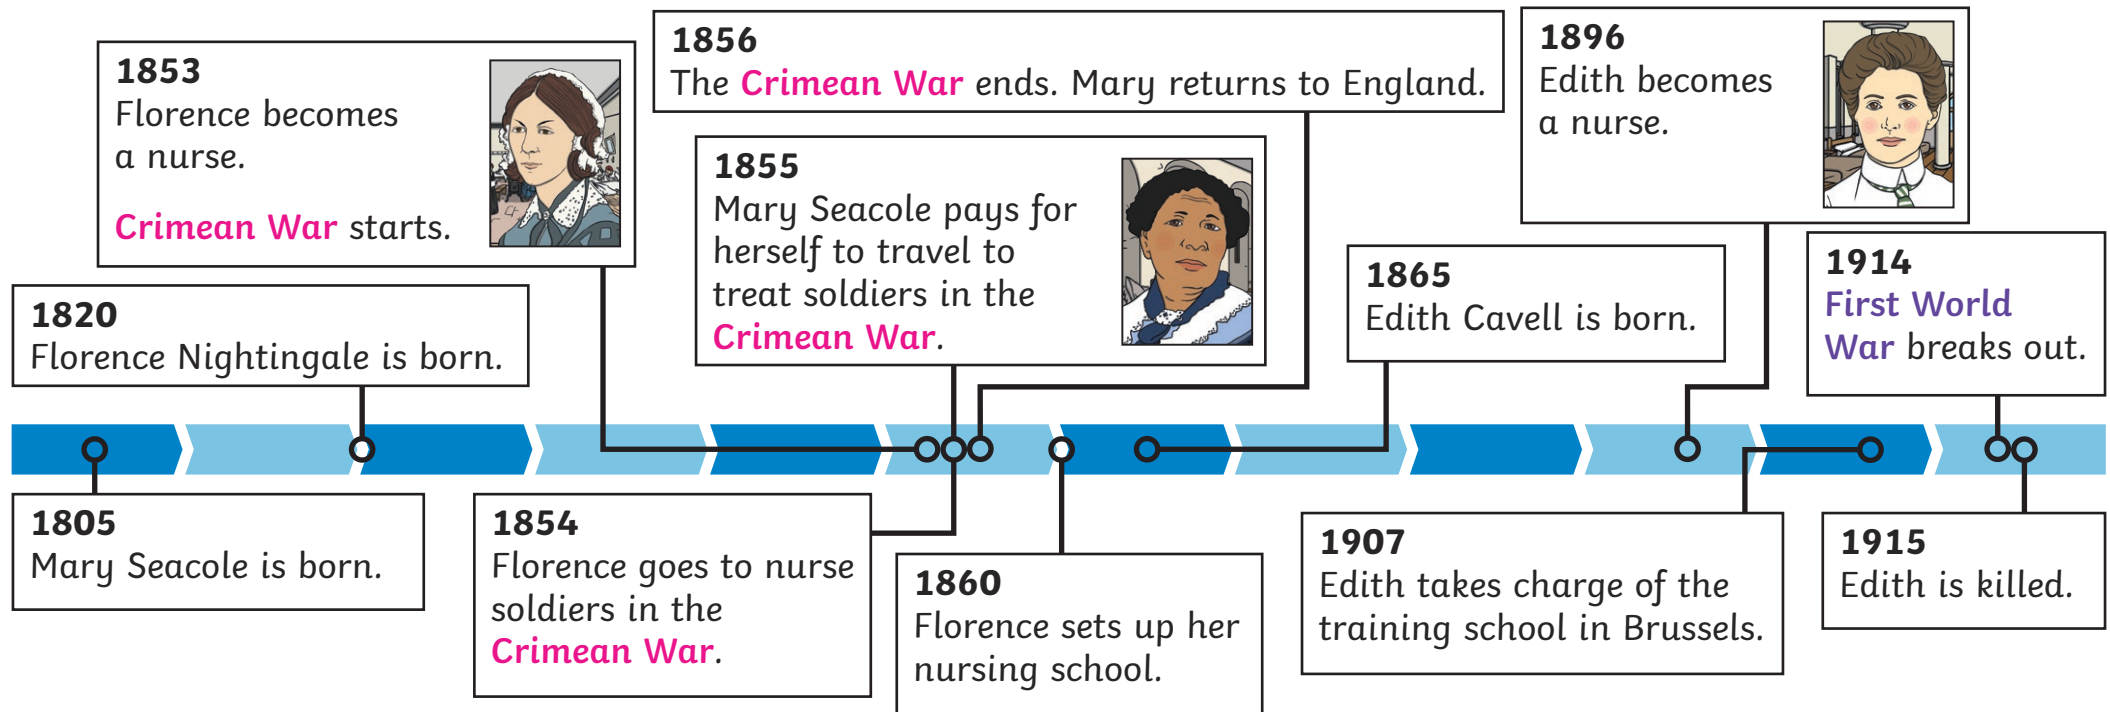 1853
Florence becomes
a nurse.
Crimean War starts.
1856
The Crimean War ends. Mary returns to England.
1896
Edith becomes
a nurse.
1820
Florence Nightingale is born.
1855
Mary Seacole pays for
herself to travel to
treat soldiers in the
Crimean War.
1865
Edith Cavell is born.
1914
First World
War breaks out.
1805
Mary Seacole is born.
1854
Florence goes to nurse
soldiers in the
Crimean War.
1860
Florence sets up her
nursing school.
1907
Edith takes charge of the
training school in Brussels.
1915
Edith is killed.